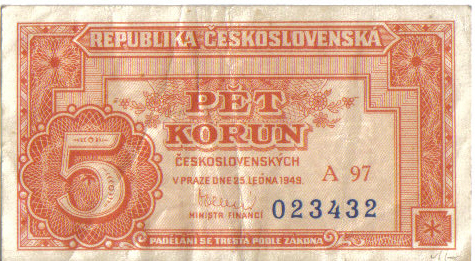 REPUBLIKA ČESKOSLOVENSKÁ
PĚT
KORUN
ČESKOSLOVENSKÝCH
V PRAZE DNE 25. LEDNA 1949.
A 97
MINISTR FINANCÍ
023432
5
PADĚLÁNÍ SE TRESTÁ PODLE ZÁKONA